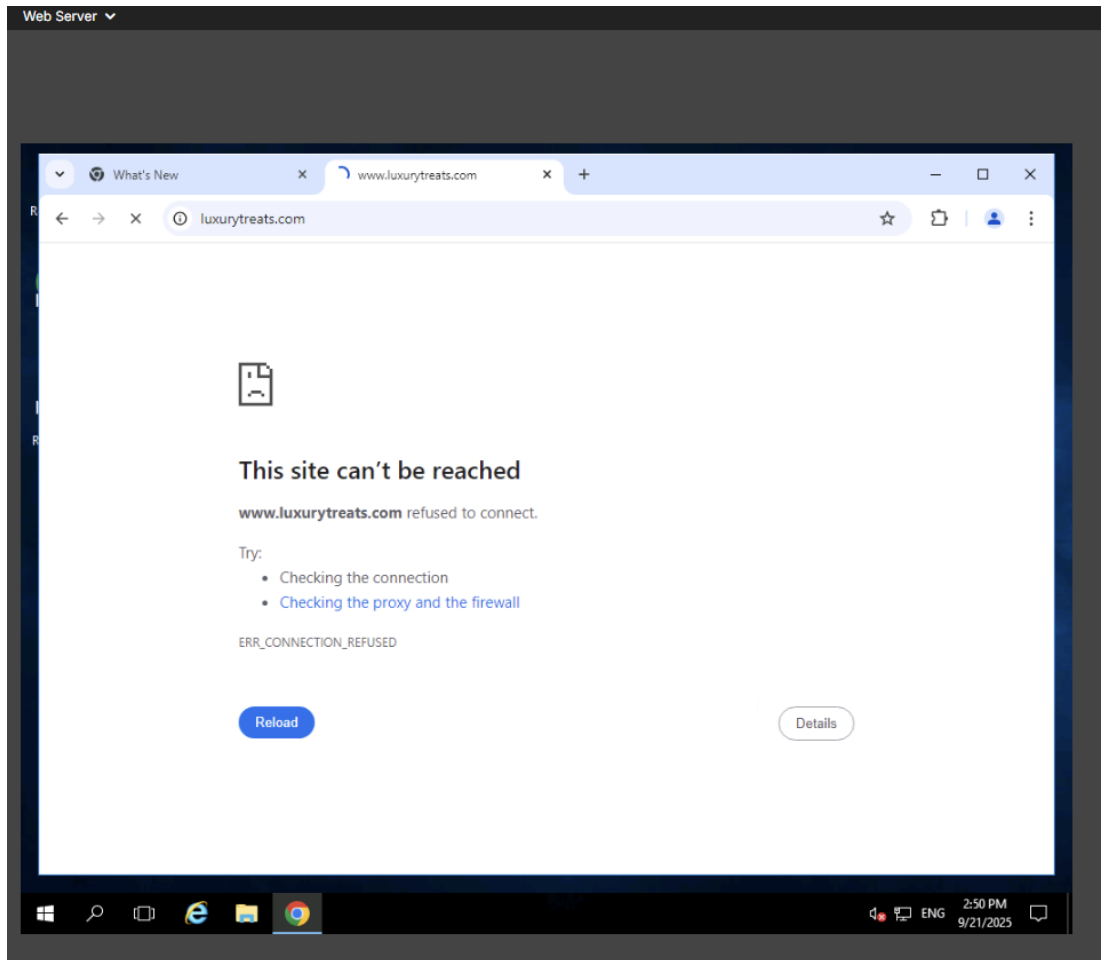 Web Server
What's New
www.luxurytreats.com
luxurytreats.com
R
R
This site can't be reached
www.luxurytreats.com refused to connect.
Try:
• Checking the connection
• Checking the proxy and the firewall
ERR_CONNECTION_REFUSED
Reload
Details
ENG
2:50 PM
9/21/2025